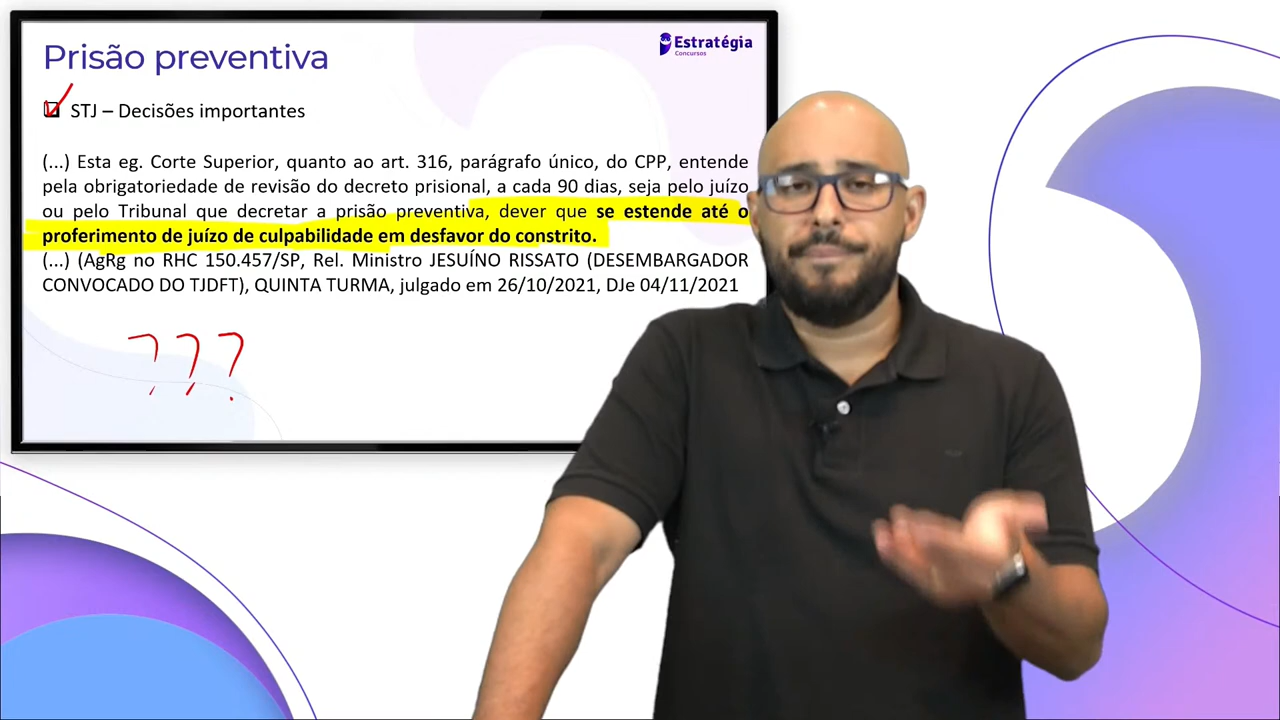 Prisão preventiva
Estratégia
Concursos
STJ – Decisões importantes
(...) Esta eg. Corte Superior, quanto ao art. 316, parágrafo único, do CPP, entende
pela obrigatoriedade de revisão do decreto prisional, a cada 90 dias, seja pelo juízo
ou pelo Tribunal que decretar a prisão preventiva, dever que se estende até o
proferimento de juízo de culpabilidade em desfavor do constrito.
(...) (AgRg no RHC 150.457/SP, Rel. Ministro JESUÍNO RISSATO (DESEMBARGADOR
CONVOCADO DO TJDFT), QUINTA TURMA, julgado em 26/10/2021, DJe 04/11/2021
???